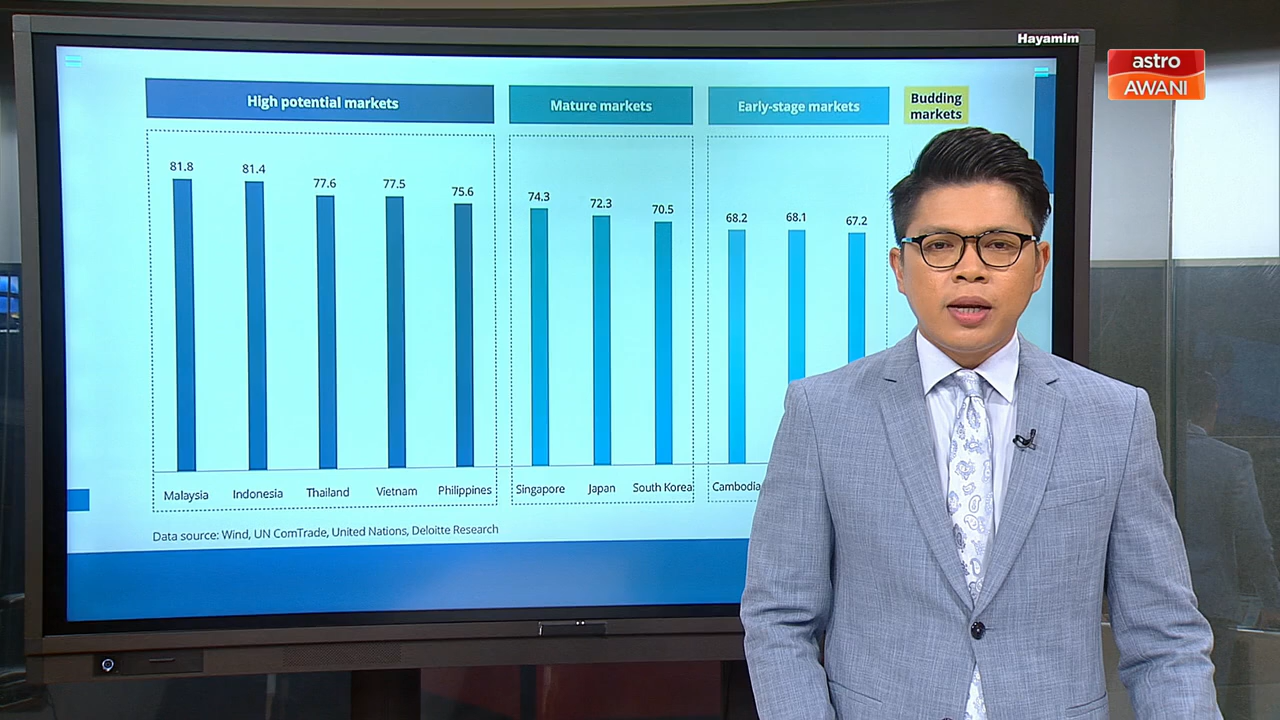 Hayamim
astro
AWANI
High potential markets
Mature markets
Early-stage markets
Budding
markets
81.8
81.4
77.6
77.5
75.6
74.3
72.3
70.5
68.2
68.1
67.2
Malaysia
Indonesia
Thailand
Vietnam
Philippines
Singapore
Japan
South Korea
Cambodia
Data source: Wind, UN ComTrade, United Nations, Deloitte Research